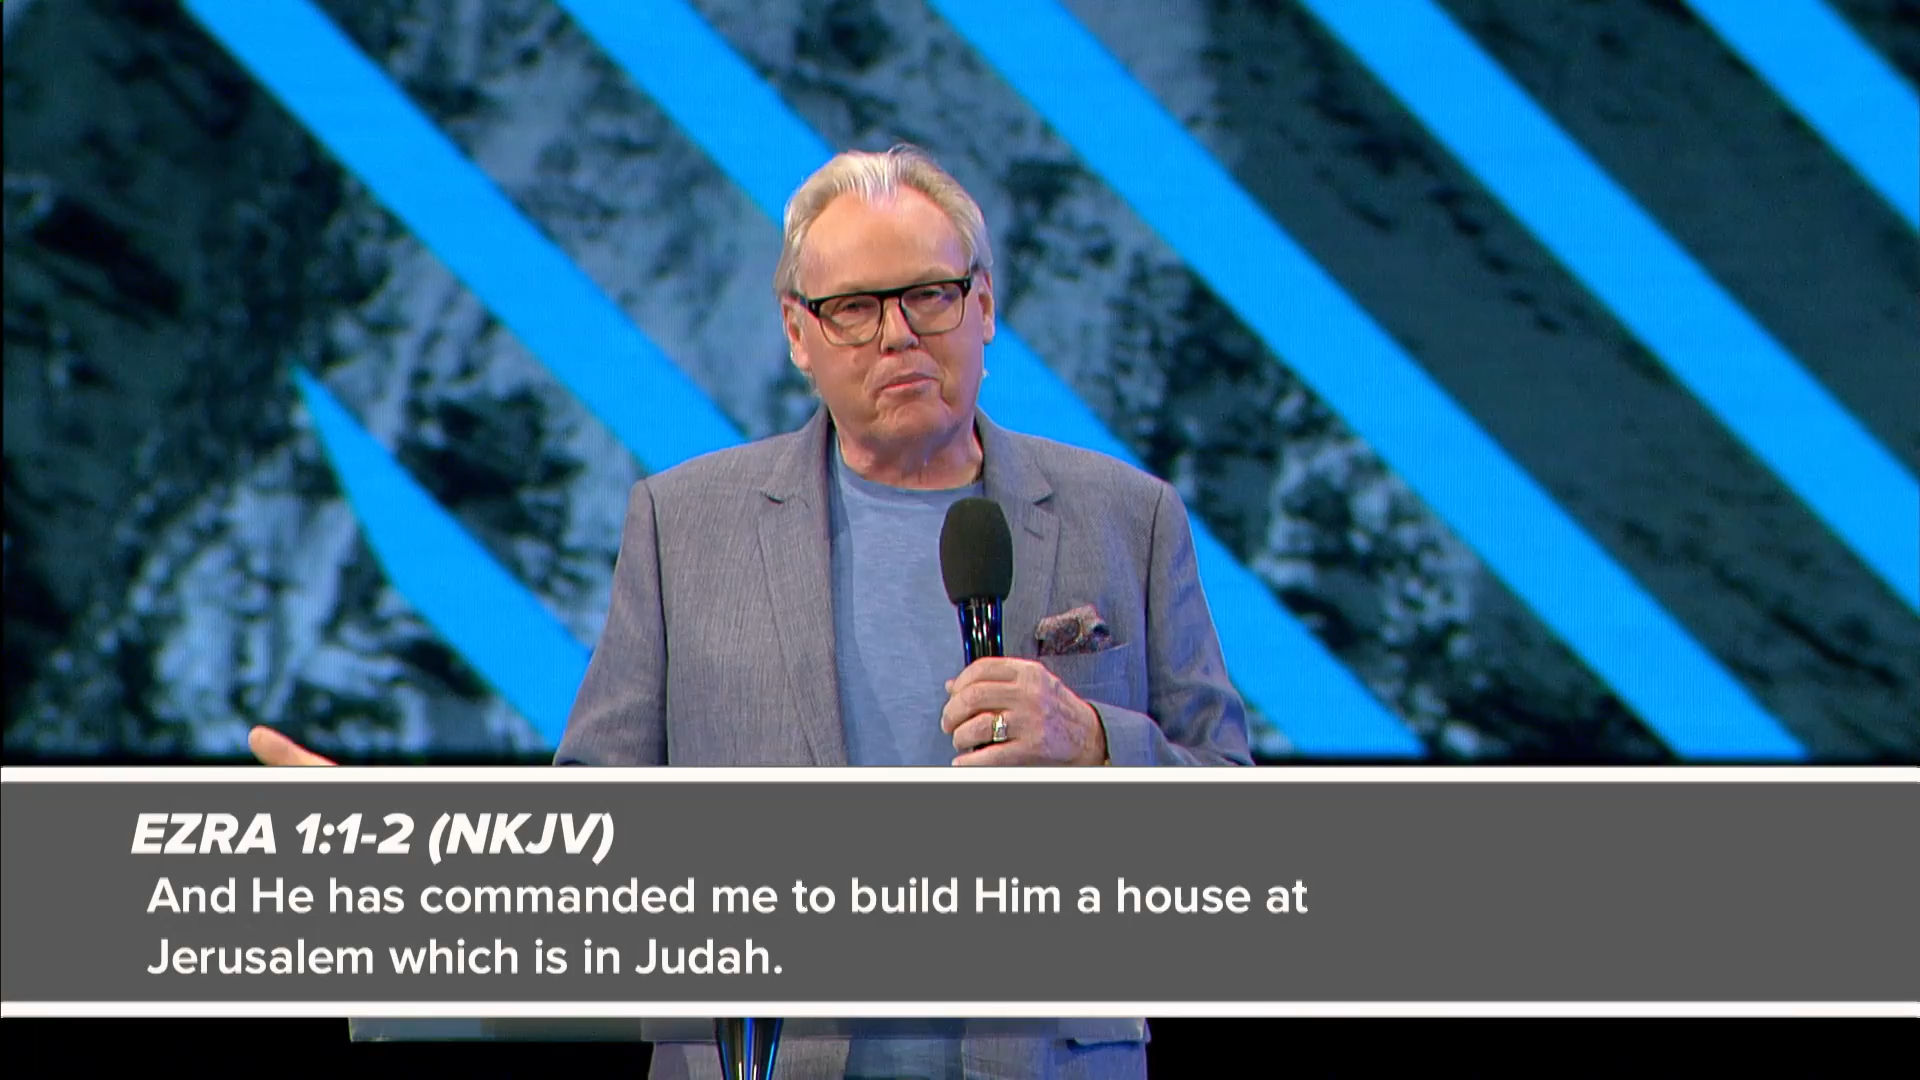 EZRA 1:1-2 (NKJV)
And He has commanded me to build Him a house at
Jerusalem which is in Judah.